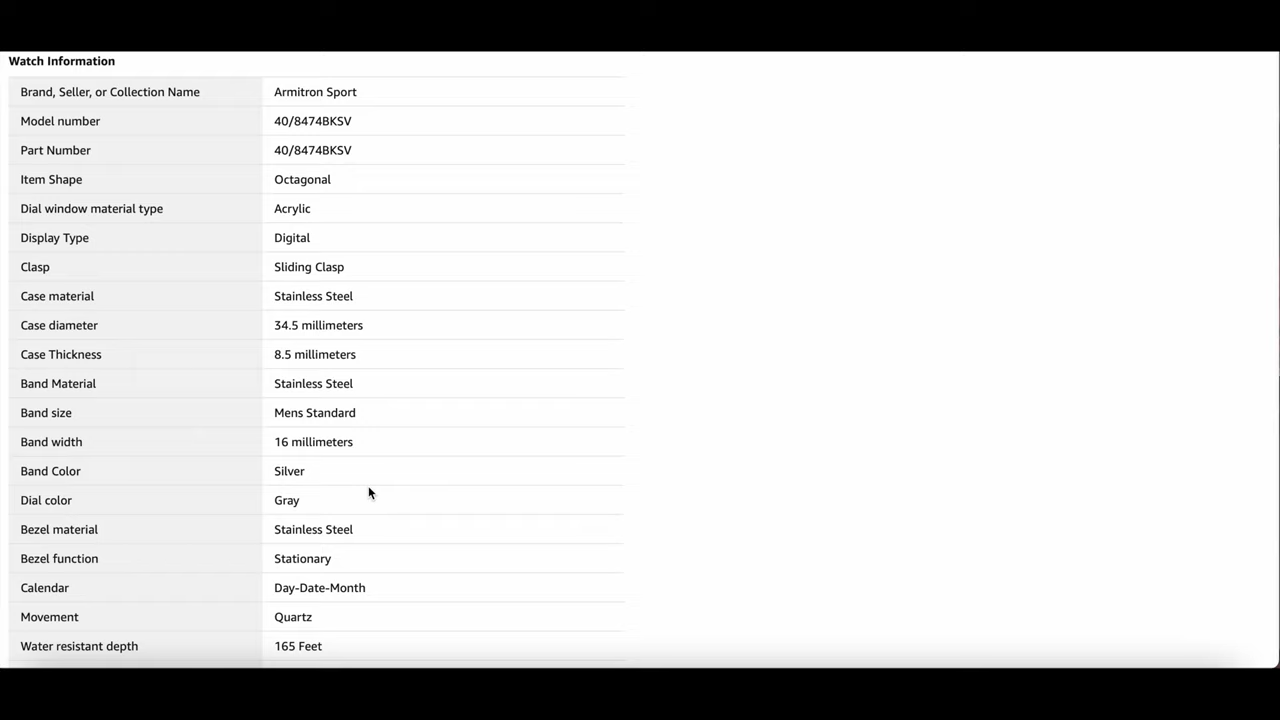 Watch Information
Brand, Seller, or Collection Name Armitron Sport
Model number 40/8474BKSV
Part Number 40/8474BKSV
Item Shape Octagonal
Dial window material type Acrylic
Display Type Digital
Clasp Sliding Clasp
Case material Stainless Steel
Case diameter 34.5 millimeters
Case Thickness 8.5 millimeters
Band Material Stainless Steel
Band size Mens Standard
Band width 16 millimeters
Band Color Silver
Dial color Gray
Bezel material Stainless Steel
Bezel function Stationary
Calendar Day-Date-Month
Movement Quartz
Water resistant depth 165 Feet